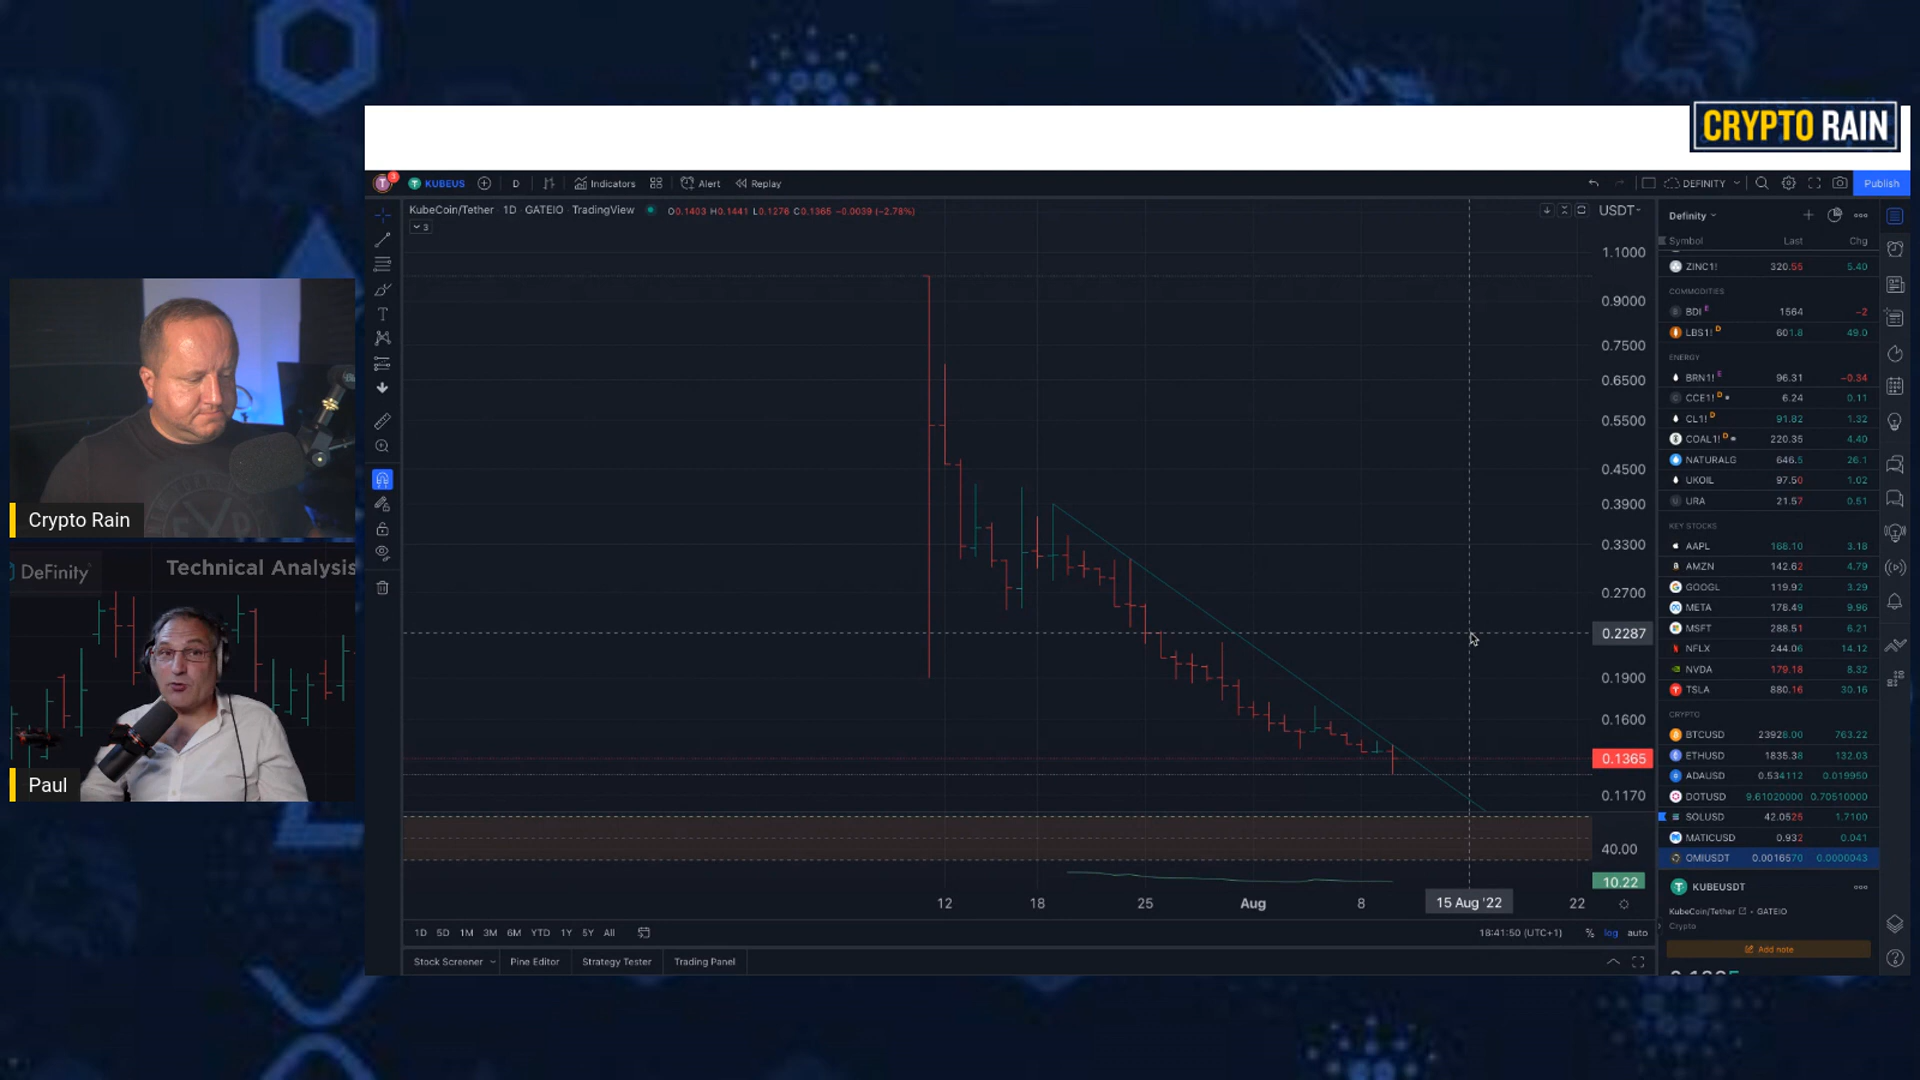 CRYPTO RAIN
KUBEUS D Indicators Alert Replay DEFINITY Publish
KubeCoin/Tether · 1D · GATEIO · TradingView O0.1403 H0.1441 L0.1276 C0.1365 −0.0039 (−2.78%) USDT
3
1.1000
0.9000
0.7500
0.6500
0.5500
0.4500
0.3900
0.3300
0.2700
0.2287
0.1900
0.1600
0.1365
0.1170
40.00
10.22
12 18 25 Aug 8 15 Aug '22 22
1D 5D 1M 3M 6M YTD 1Y 5Y All 18:41:50 (UTC+1) % log auto
Stock Screener Pine Editor Strategy Tester Trading Panel
Definity
Symbol Last Chg
ZINC1! 320.55 5.40
COMMODITIES
BDI E 1564 −2
LBS1! D 601.8 49.0
ENERGY
BRN1! E 96.31 −0.34
CCE1! D 6.24 0.11
CL1! D 91.82 1.32
COAL1! D 220.35 4.40
NATURALG 646.5 26.1
UKOIL 97.50 1.02
URA 21.57 0.51
KEY STOCKS
AAPL 168.10 3.18
AMZN 142.62 4.79
GOOGL 119.92 3.29
META 178.49 9.96
MSFT 288.51 6.21
NFLX 244.06 14.12
NVDA 179.18 8.32
TSLA 880.16 30.16
CRYPTO
BTCUSD 23928.00 763.22
ETHUSD 1835.38 132.03
ADAUSD 0.534112 0.019950
DOTUSD 9.61020000 0.70510000
SOLUSD 42.0525 1.7100
MATICUSD 0.932 0.041
OMIUSDT 0.0016570 0.0000043
KUBEUSDT
KubeCoin/Tether • GATEIO
Crypto
Add note
Crypto Rain
DeFinity
Technical Analysis
Paul